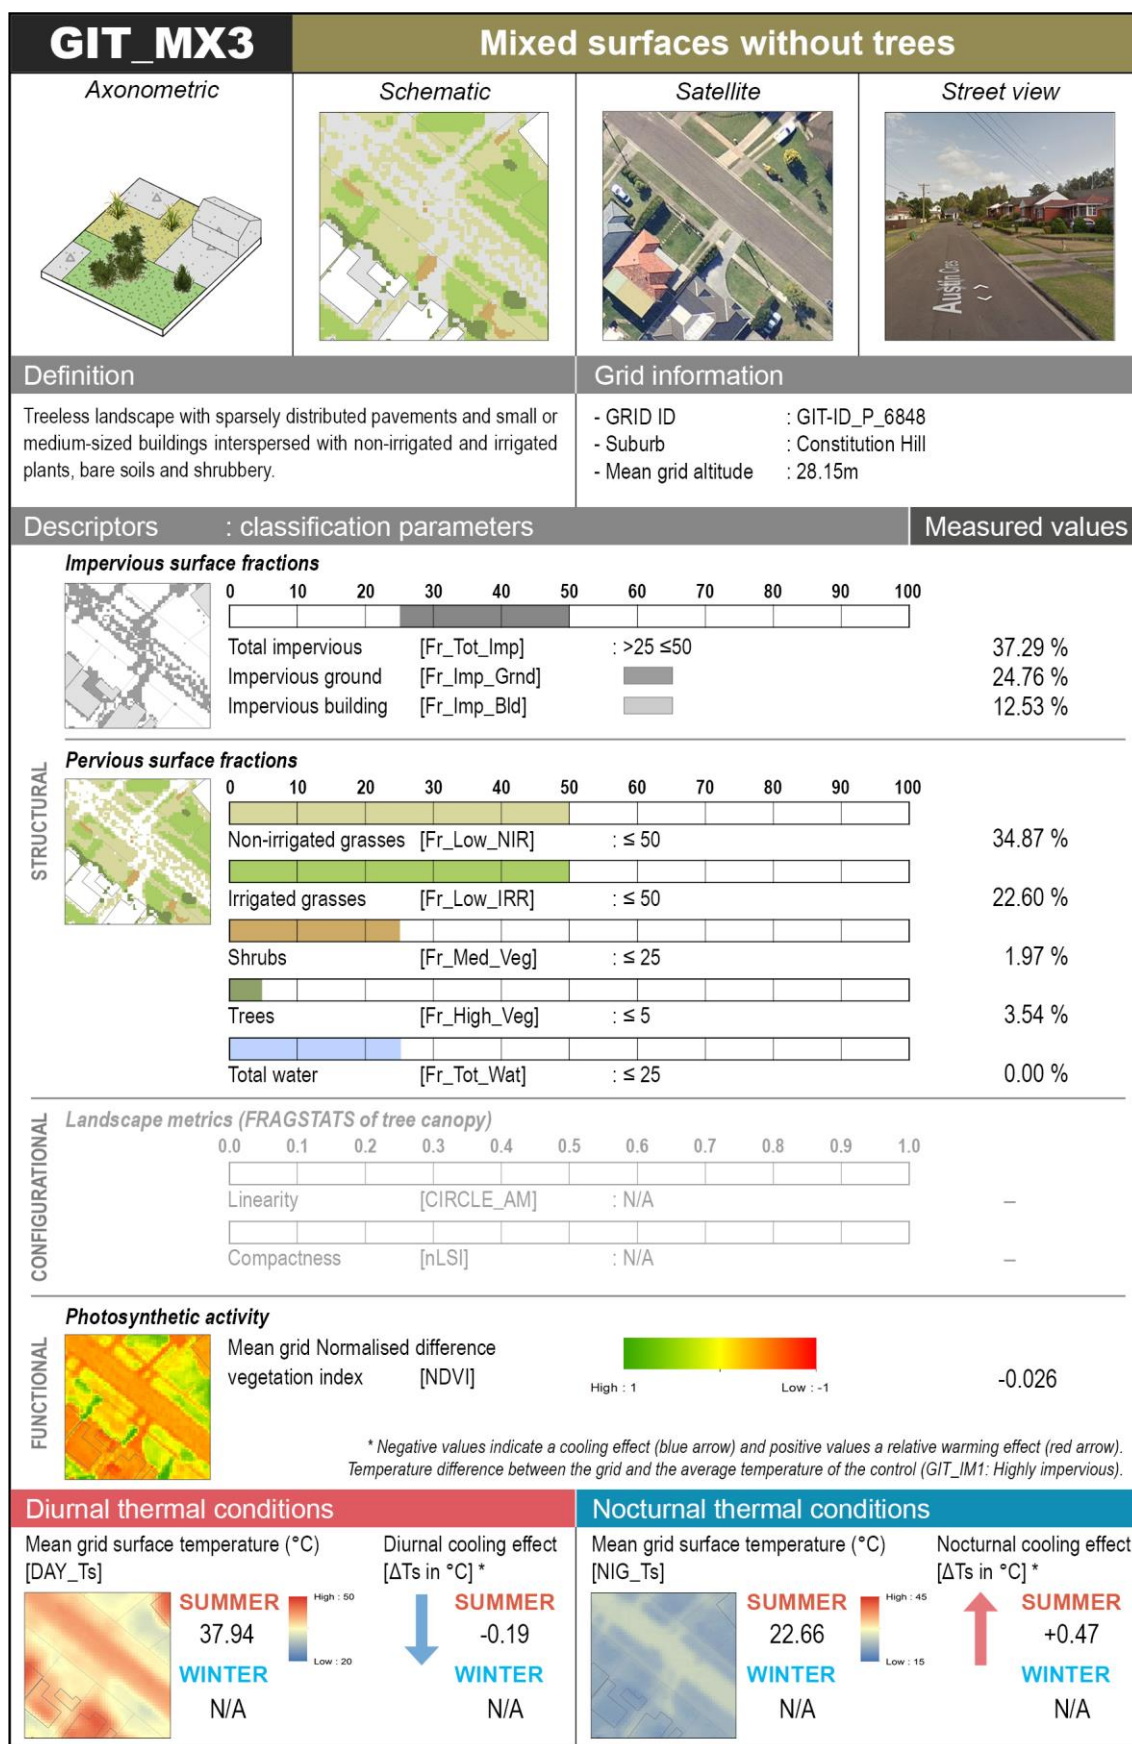 GIT_MX3
Mixed surfaces without trees
Axonometric
Schematic
Satellite
Street view
Austin Cres
Definition
Grid information
Treeless landscape with sparsely distributed pavements and small or
medium-sized buildings interspersed with non-irrigated and irrigated
plants, bare soils and shrubbery.
- GRID ID : GIT-ID_P_6848
- Suburb : Constitution Hill
- Mean grid altitude : 28.15m
Descriptors : classification parameters
Measured values
STRUCTURAL
Impervious surface fractions
0 10 20 30 40 50 60 70 80 90 100
Total impervious [Fr_Tot_Imp] : >25 ≤50 37.29 %
Impervious ground [Fr_Imp_Grnd] 24.76 %
Impervious building [Fr_Imp_Bld] 12.53 %
Pervious surface fractions
0 10 20 30 40 50 60 70 80 90 100
Non-irrigated grasses [Fr_Low_NIR] : ≤ 50 34.87 %
Irrigated grasses [Fr_Low_IRR] : ≤ 50 22.60 %
Shrubs [Fr_Med_Veg] : ≤ 25 1.97 %
Trees [Fr_High_Veg] : ≤ 5 3.54 %
Total water [Fr_Tot_Wat] : ≤ 25 0.00 %
CONFIGURATIONAL
Landscape metrics (FRAGSTATS of tree canopy)
0.0 0.1 0.2 0.3 0.4 0.5 0.6 0.7 0.8 0.9 1.0
Linearity [CIRCLE_AM] : N/A –
Compactness [nLSI] : N/A –
FUNCTIONAL
Photosynthetic activity
Mean grid Normalised difference
vegetation index [NDVI] -0.026
High : 1 Low : -1
* Negative values indicate a cooling effect (blue arrow) and positive values a relative warming effect (red arrow).
Temperature difference between the grid and the average temperature of the control (GIT_IM1: Highly impervious).
Diurnal thermal conditions
Mean grid surface temperature (°C)
[DAY_Ts]
SUMMER
37.94
WINTER
N/A
High : 50
Low : 20
Diurnal cooling effect
[ΔTs in °C] *
SUMMER
-0.19
WINTER
N/A
Nocturnal thermal conditions
Mean grid surface temperature (°C)
[NIG_Ts]
SUMMER
22.66
WINTER
N/A
High : 45
Low : 15
Nocturnal cooling effect
[ΔTs in °C] *
SUMMER
+0.47
WINTER
N/A